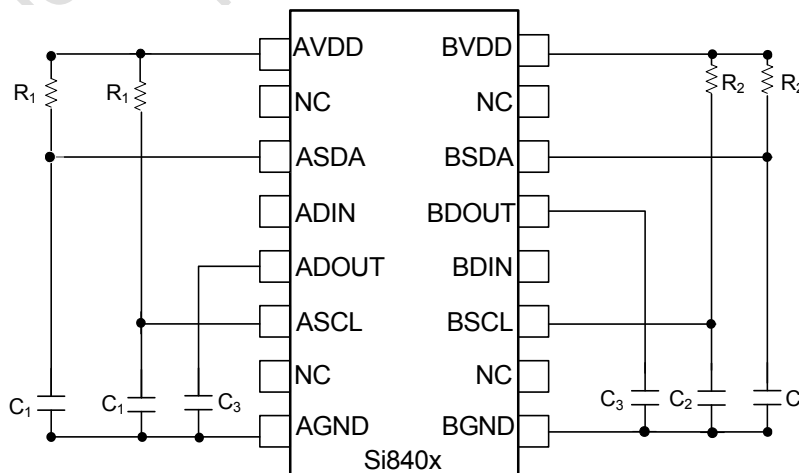 AVDD BVDD
R1 R1 R2 R2
NC NC
ASDA BSDA
ADIN BDOUT
ADOUT BDIN
ASCL BSCL
NC NC
C1 C1 C3 C3 C2 C
AGND BGND
Si840x